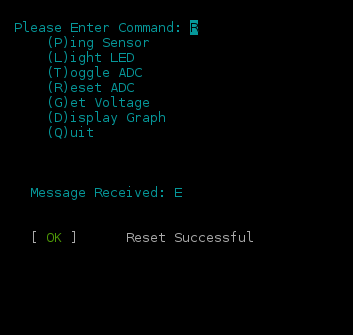 Please Enter Command: R
(P)ing Sensor
(L)ight LED
(T)oggle ADC
(R)eset ADC
(G)et Voltage
(D)isplay Graph
(Q)uit
Message Received: E
[ OK ] Reset Successful